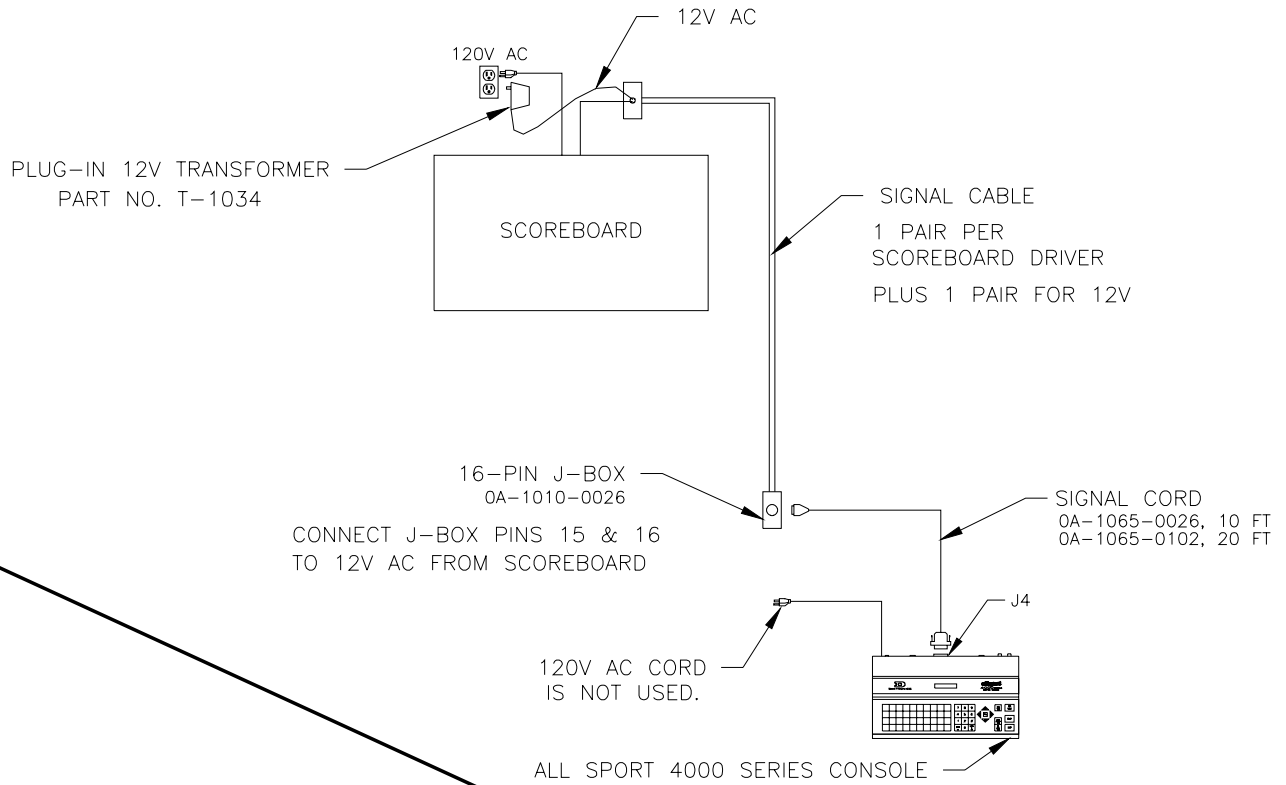 12V AC
120V AC
PLUG-IN 12V TRANSFORMER
PART NO. T-1034
SCOREBOARD
SIGNAL CABLE
1 PAIR PER
SCOREBOARD DRIVER
PLUS 1 PAIR FOR 12V
16-PIN J-BOX
0A-1010-0026
CONNECT J-BOX PINS 15 & 16
TO 12V AC FROM SCOREBOARD
SIGNAL CORD
0A-1065-0026, 10 FT
0A-1065-0102, 20 FT
J4
120V AC CORD
IS NOT USED.
ALL SPORT 4000 SERIES CONSOLE